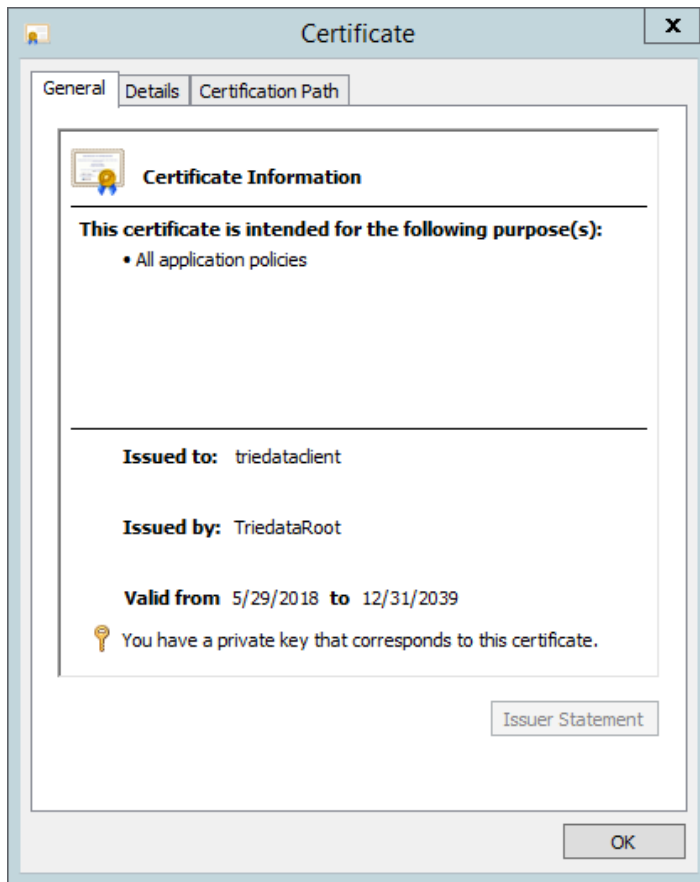 Certificate
x
General Details Certification Path
Certificate Information
This certificate is intended for the following purpose(s):
• All application policies
Issued to: triedataclient
Issued by: TriedataRoot
Valid from 5/29/2018 to 12/31/2039
You have a private key that corresponds to this certificate.
Issuer Statement
OK